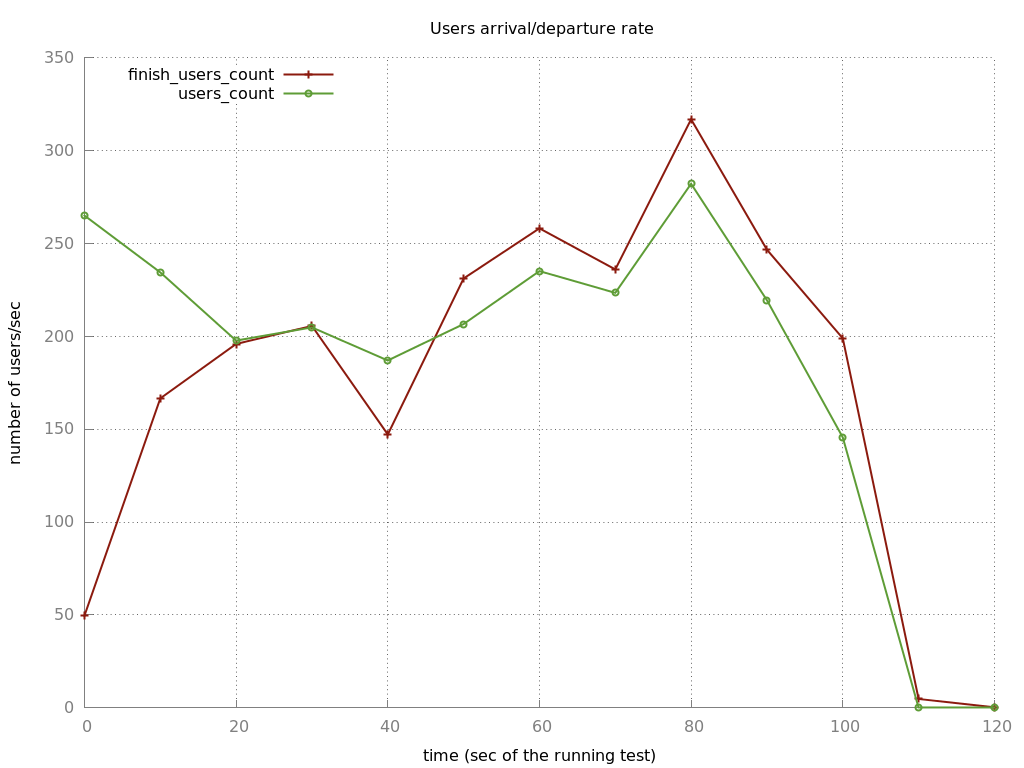 Users arrival/departure rate
350
300
250
200
150
100
50
0
finish_users_count
users_count
number of users/sec
0 20 40 60 80 100 120
time (sec of the running test)